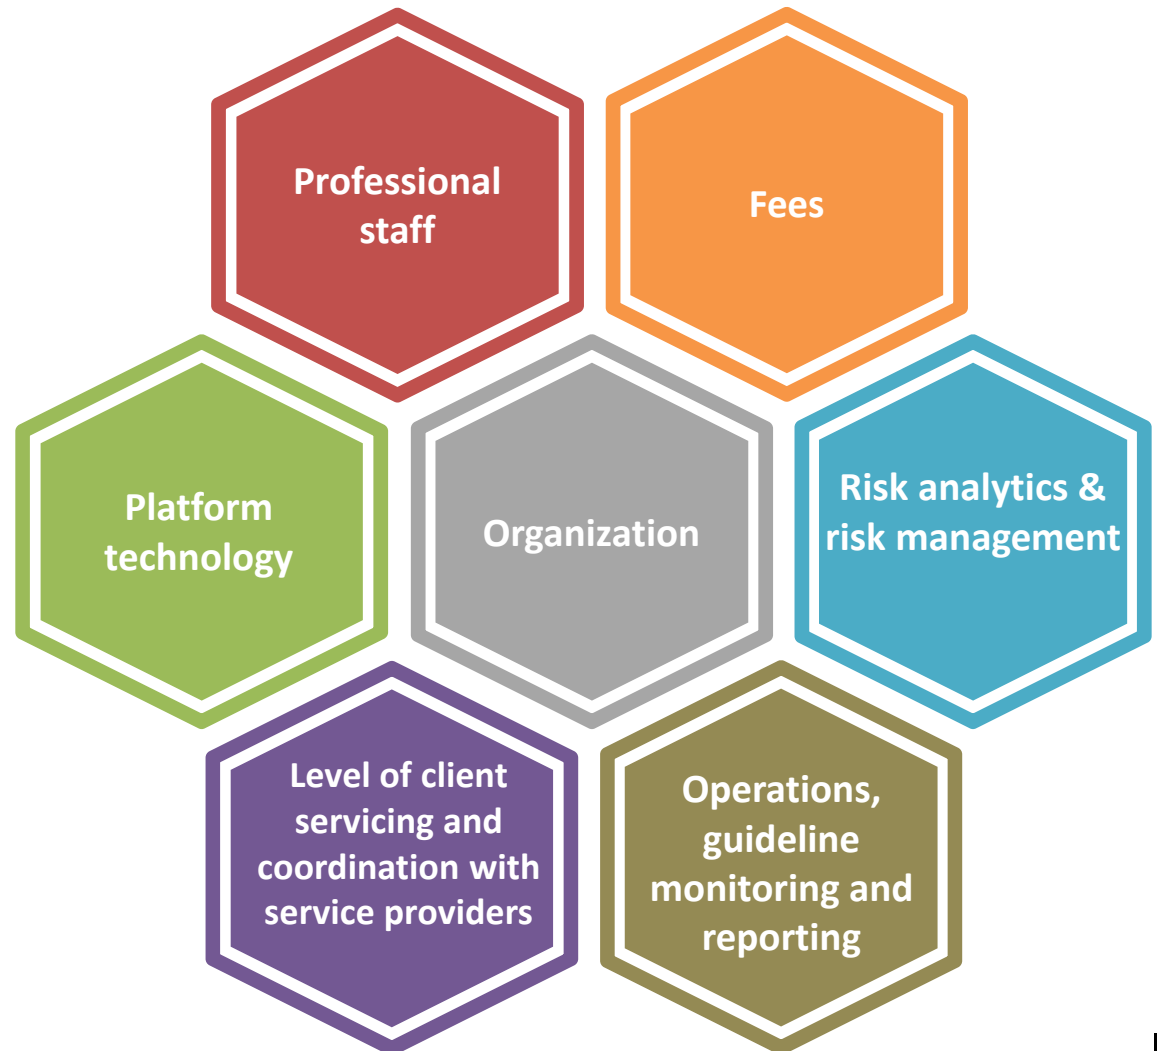 Professional
staff
Fees
Platform
technology
Organization
Risk analytics &
risk management
Level of client
servicing and
coordination with
service providers
Operations,
guideline
monitoring and
reporting